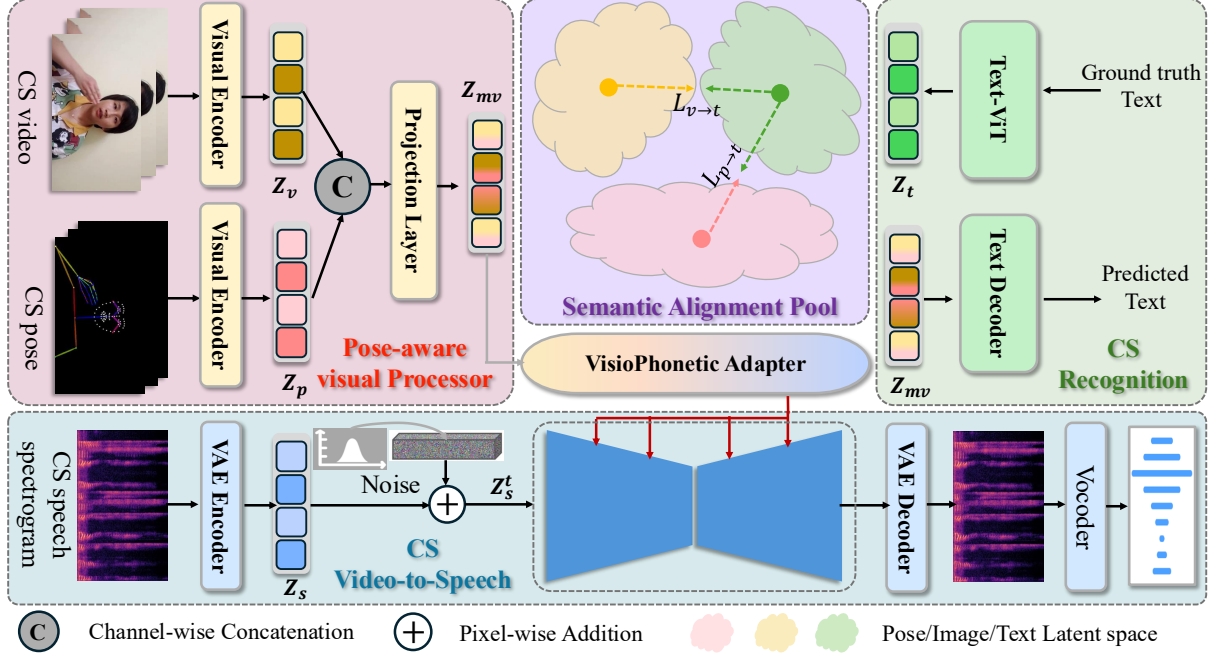 CS video
Visual Encoder
Z_v
CS pose
Visual Encoder
Z_p
C
Projection Layer
Z_mv
Pose-aware
visual Processor
L_{v→t}
L_{p→t}
Semantic Alignment Pool
Z_t
Text-ViT
Ground truth
Text
Z_mv
Text Decoder
Predicted
Text
CS
Recognition
VisioPhonetic Adapter
CS speech
spectrogram
VAE Encoder
Z_s
Noise
+
Z_s^t
CS
Video-to-Speech
VAE Decoder
Vocoder
C
Channel-wise Concatenation
+
Pixel-wise Addition
Pose/Image/Text Latent space